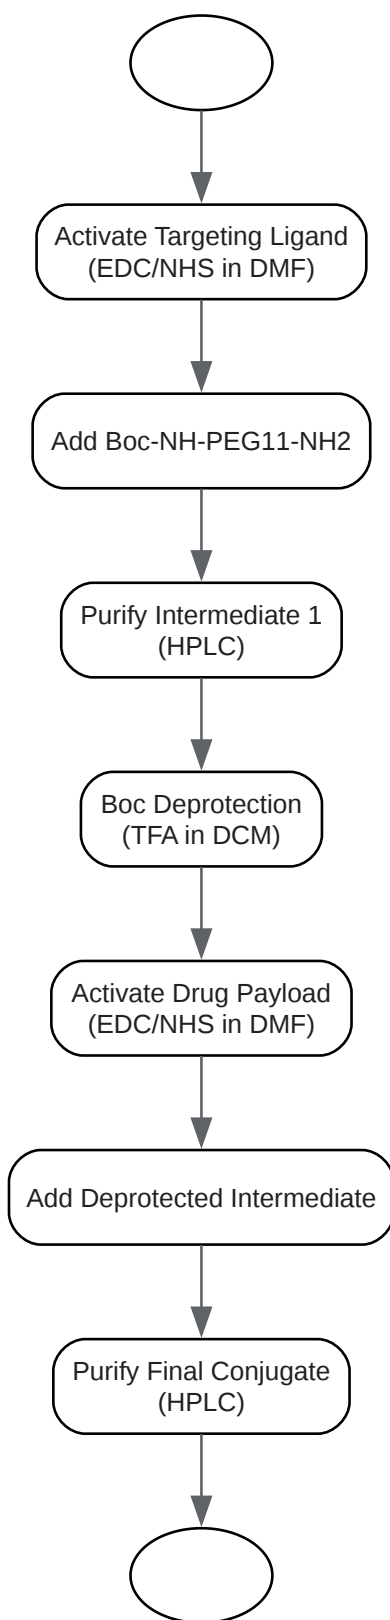 Activate Targeting Ligand
(EDC/NHS in DMF)
Add Boc-NH-PEG11-NH2
Purify Intermediate 1
(HPLC)
Boc Deprotection
(TFA in DCM)
Activate Drug Payload
(EDC/NHS in DMF)
Add Deprotected Intermediate
Purify Final Conjugate
(HPLC)